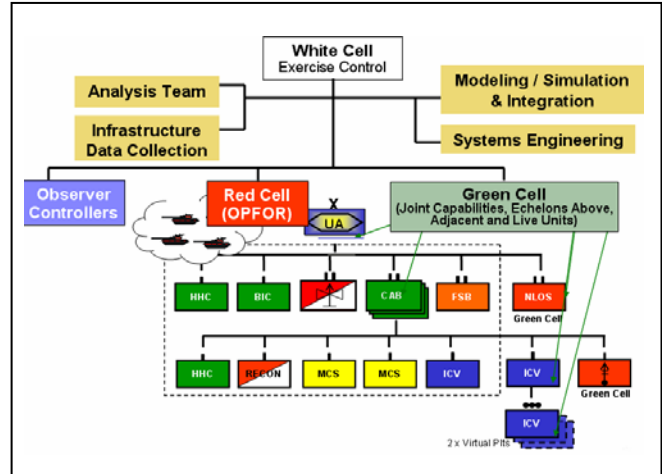 White Cell
Exercise Control
Analysis Team
Modeling / Simulation
& Integration
Infrastructure
Data Collection
Systems Engineering
Observer
Controllers
Red Cell
(OPFOR)
X
UA
Green Cell
(Joint Capabilities, Echelons Above,
Adjacent and Live Units)
HHC
BIC
CAB
FSB
NLOS
Green Cell
HHC
RECON
MCS
MCS
ICV
ICV
Green Cell
ICV
2 x Virtual Plts